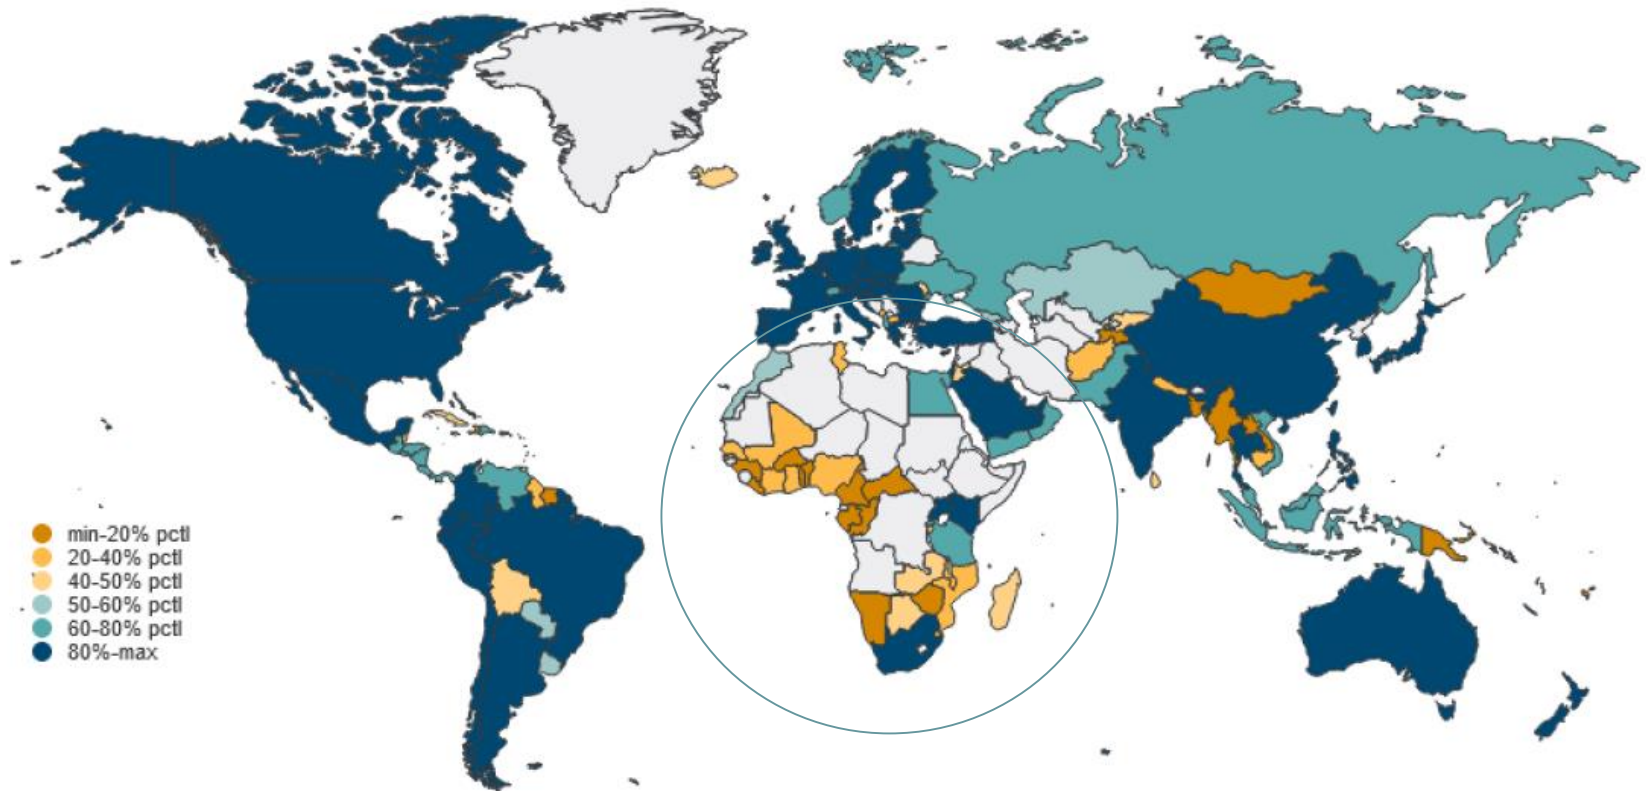 min-20% pctl
20-40% pctl
40-50% pctl
50-60% pctl
60-80% pctl
80%-max